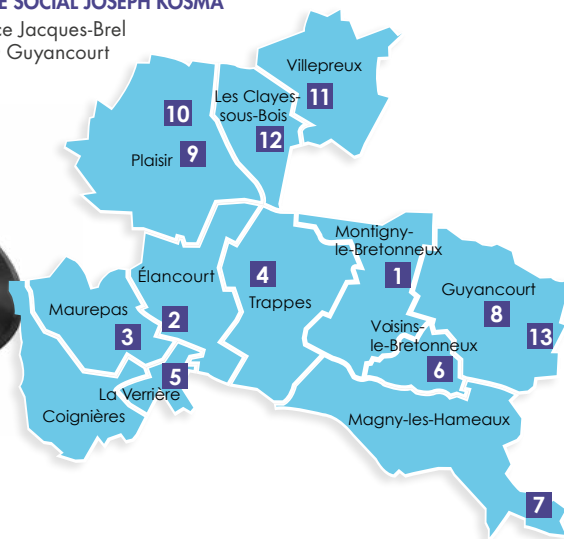 SOCIAL JOSEPH KOSMA
Jacques-Brel
Guyancourt
Villepreux
11
Les Clayes-
sous-Bois
12
10
Plaisir 9
Montigny-
le-Bretonneux
1
Élancourt
2
4
Trappes
Guyancourt
8
13
Maurepas
3
Voisins-
le-Bretonneux
6
5
La Verrière
Coignières
Magny-les-Hameaux
7